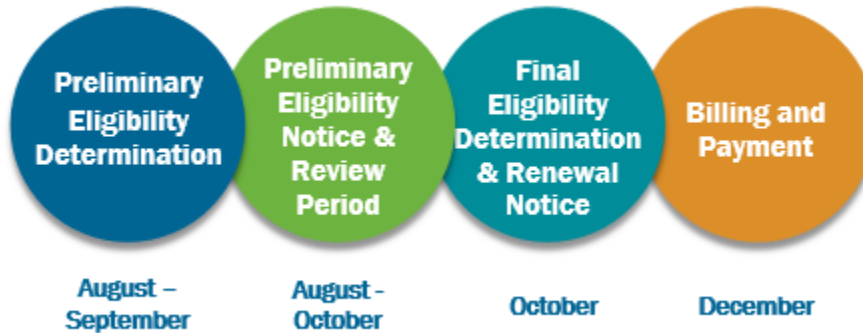 Preliminary
Eligibility
Determination
Preliminary
Eligibility
Notice &
Review
Period
Final
Eligibility
Determination
& Renewal
Notice
Billing and
Payment
August –
September
August -
October
October
December